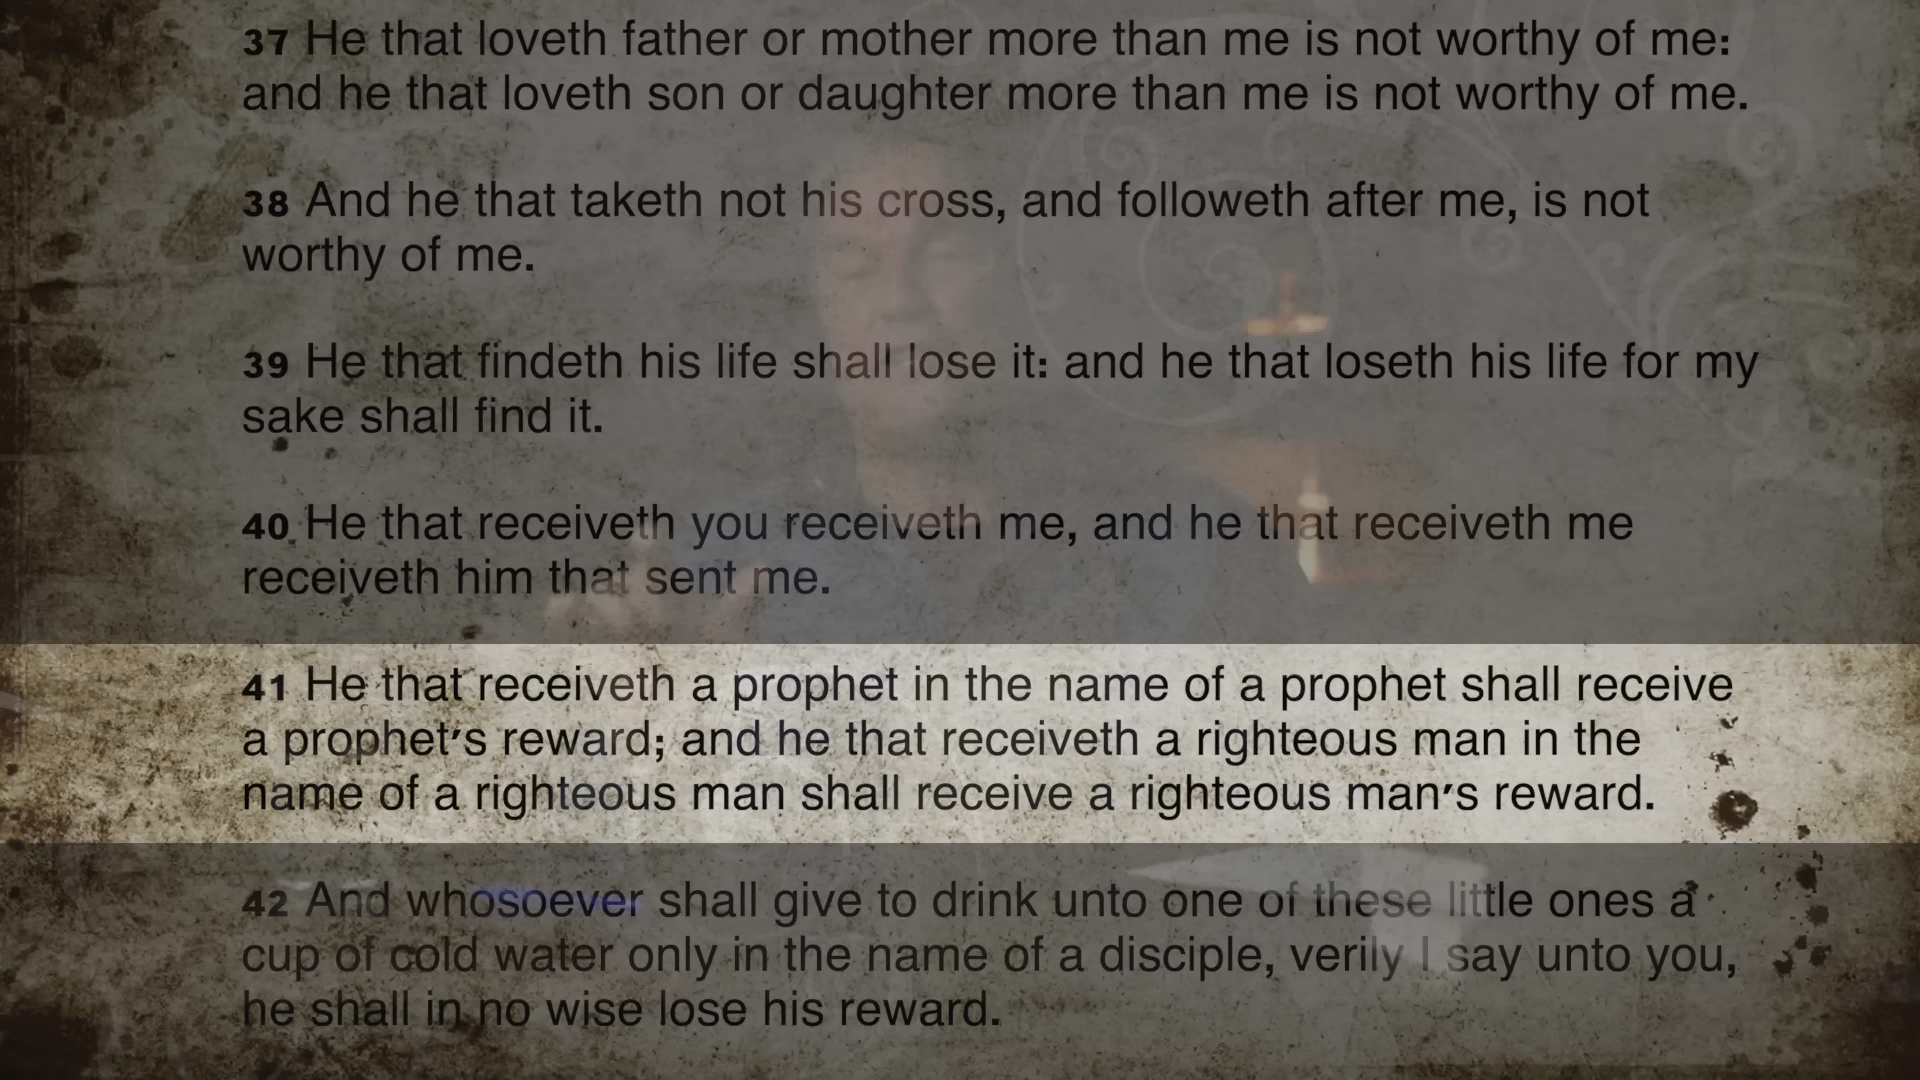 37 He that loveth father or mother more than me is not worthy of me:
and he that loveth son or daughter more than me is not worthy of me.
38 And he that taketh not his cross, and followeth after me, is not
worthy of me.
39 He that findeth his life shall lose it: and he that loseth his life for my
sake shall find it.
40 He that receiveth you receiveth me, and he that receiveth me
receiveth him that sent me.
41 He that receiveth a prophet in the name of a prophet shall receive
a prophet's reward; and he that receiveth a righteous man in the
name of a righteous man shall receive a righteous man's reward.
42 And whosoever shall give to drink unto one of these little ones a
cup of cold water only in the name of a disciple, verily I say unto you,
he shall in no wise lose his reward.